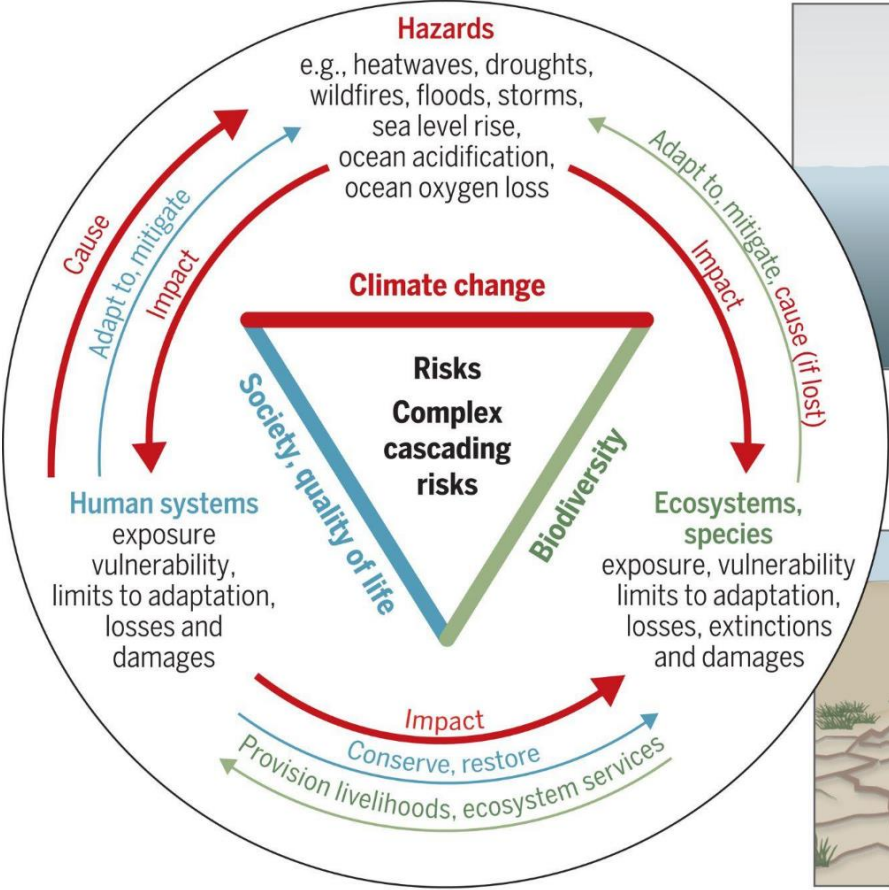 Hazards
e.g., heatwaves, droughts,
wildfires, floods, storms,
sea level rise,
ocean acidification,
ocean oxygen loss
Cause
Adapt to, mitigate
Impact
Impact
Adapt to, mitigate, cause (if lost)
Climate change
Society, quality of life
Biodiversity
Risks
Complex
cascading
risks
Human systems
exposure
vulnerability,
limits to adaptation,
losses and
damages
Ecosystems,
species
exposure, vulnerability
limits to adaptation,
losses, extinctions
and damages
Impact
Conserve, restore
Provision livelihoods, ecosystem services